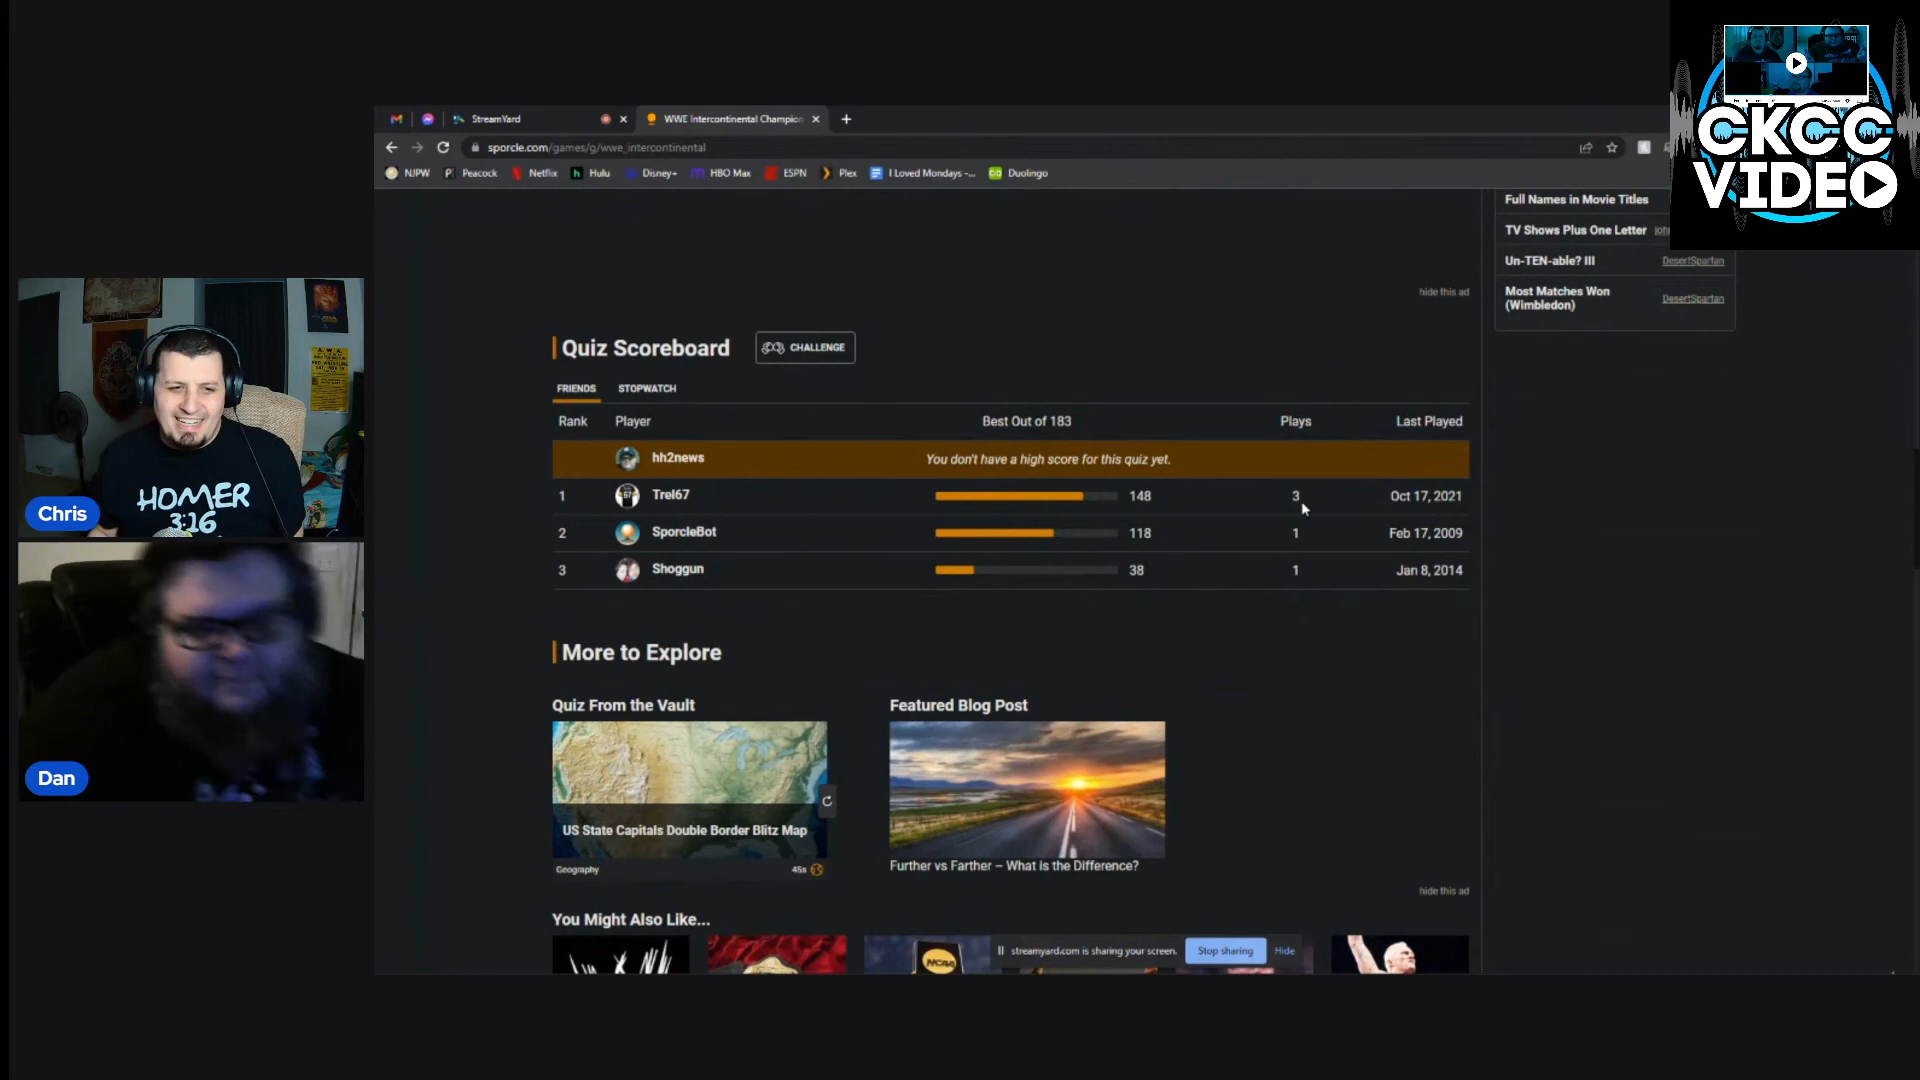 StreamYard
WWE Intercontinental Champion
sporcle.com/games/g/wwe_intercontinental
NJPW
Peacock
Netflix
Hulu
Disney+
HBO Max
ESPN
Plex
I Loved Mondays -...
Duolingo
CKCC
VIDEO
Full Names in Movie Titles
TV Shows Plus One Letter
Un-TEN-able? III
DesertSpartan
Most Matches Won
(Wimbledon)
DesertSpartan
hide this ad
Quiz Scoreboard
CHALLENGE
FRIENDS
STOPWATCH
Rank
Player
Best Out of 183
Plays
Last Played
hh2news
You don't have a high score for this quiz yet.
1
Trel67
148
3
Oct 17, 2021
2
SporcleBot
118
1
Feb 17, 2009
3
Shoggun
38
1
Jan 8, 2014
HOMER
3:16
Chris
Dan
More to Explore
Quiz From the Vault
Featured Blog Post
US State Capitals Double Border Blitz Map
Geography
45s
Further vs Farther – What is the Difference?
hide this ad
You Might Also Like...
NCAA
streamyard.com is sharing your screen.
Stop sharing
Hide